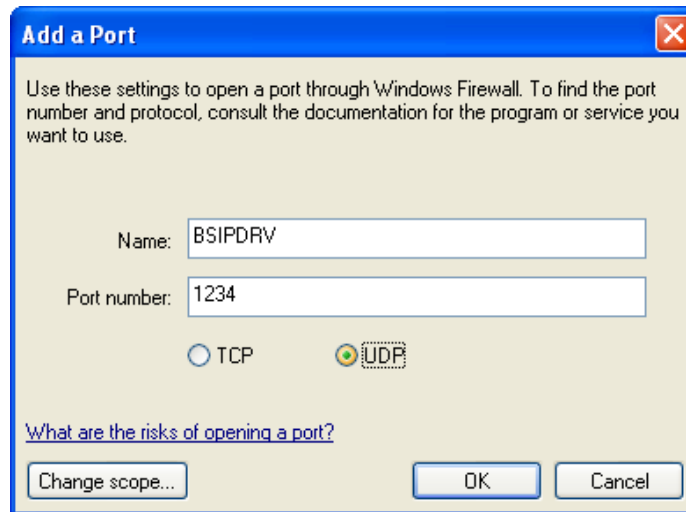 Add a Port
Use these settings to open a port through Windows Firewall. To find the port
number and protocol, consult the documentation for the program or service you
want to use.
Name: BSIPDRV
Port number: 1234
TCP UDP
What are the risks of opening a port?
Change scope... OK Cancel